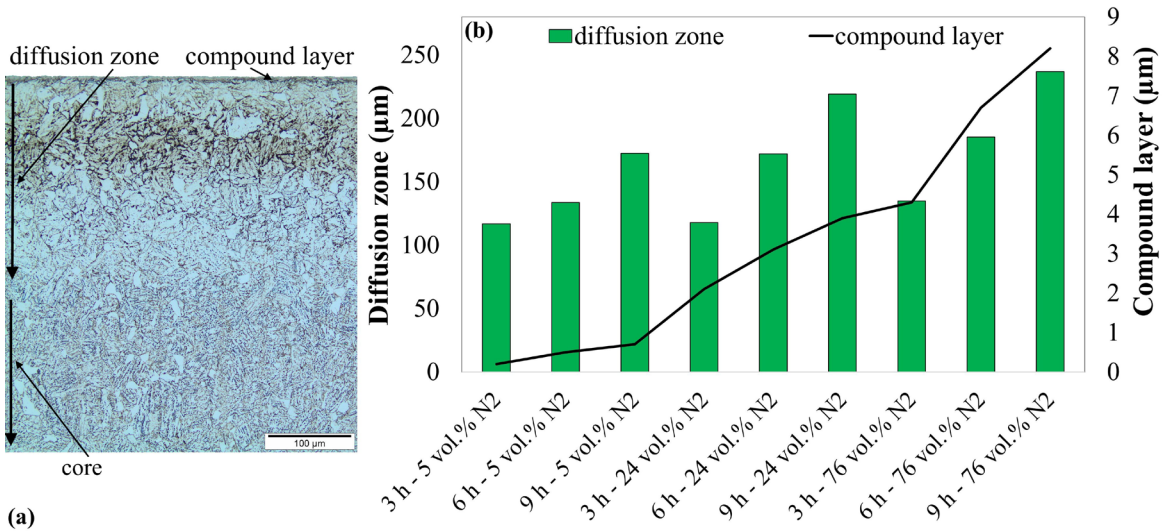 diffusion zone
compound layer
100 µm
core
(a)
(b)
diffusion zone
compound layer
Diffusion zone (µm)
250
200
150
100
50
0
Compound layer (µm)
9
8
7
6
5
4
3
2
1
0
3 h - 5 vol.% N2
6 h - 5 vol.% N2
9 h - 5 vol.% N2
3 h - 24 vol.% N2
6 h - 24 vol.% N2
9 h - 24 vol.% N2
3 h - 76 vol.% N2
6 h - 76 vol.% N2
9 h - 76 vol.% N2